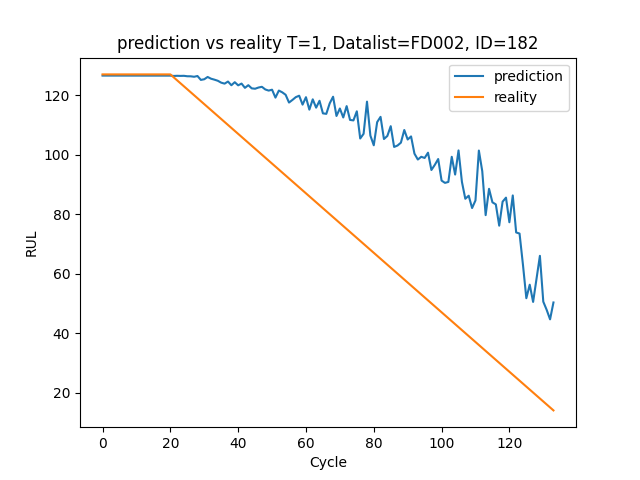 prediction vs reality T=1, Datalist=FD002, ID=182
prediction
reality
RUL
120
100
80
60
40
20
0 20 40 60 80 100 120
Cycle